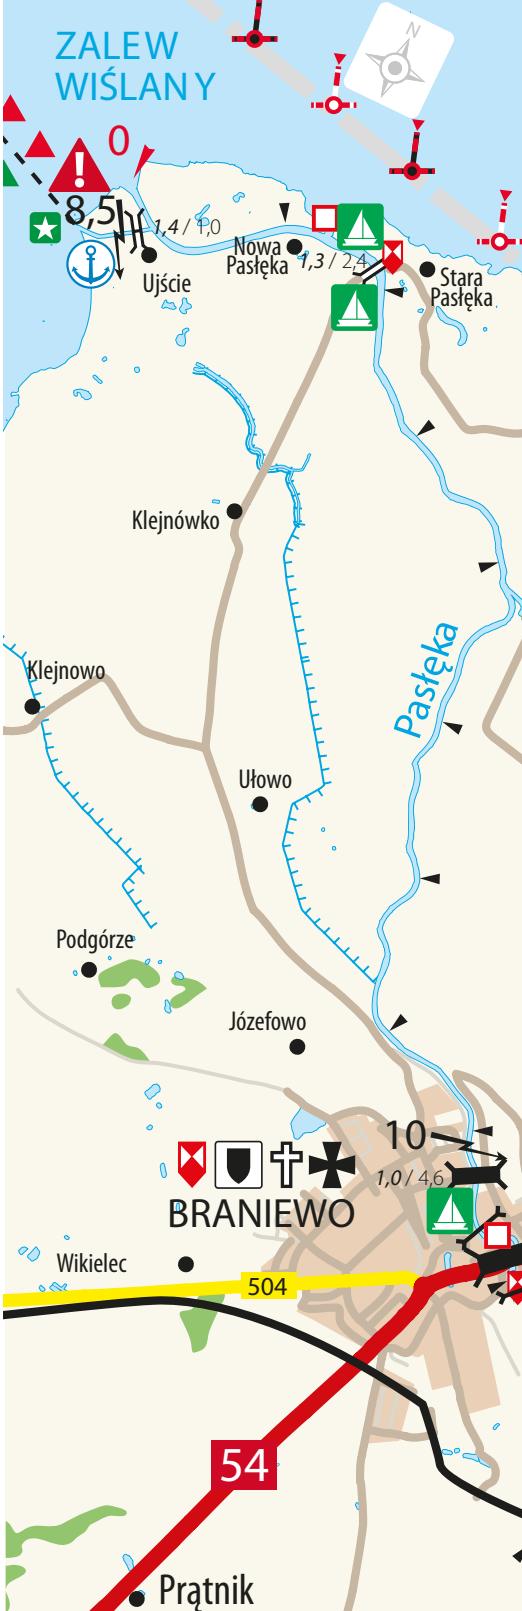 ZALEW
WIŚLANY
N
0
!
8,5
1,4 / 1,0
Ujście
Nowa
Pasłęka
1,3 / 2,4
Stara
Pasłęka
Klejnówko
Pasłęka
Klejnowo
Ułowo
Podgórze
Józefowo
10
1,0 / 4,6
BRANIEWO
Wikielec
504
54
Prątnik